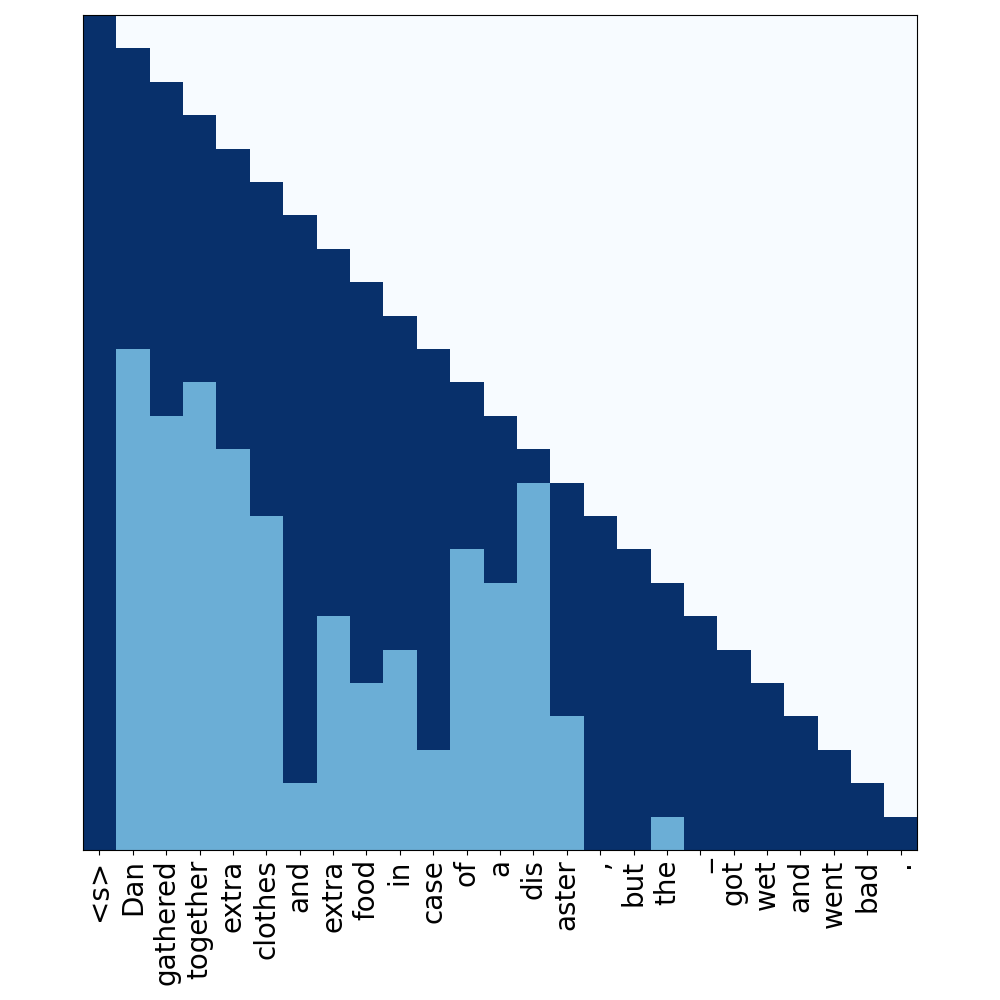 <s> Dan gathered together extra clothes and extra food in case of a dis aster , but the _ got wet and went bad .